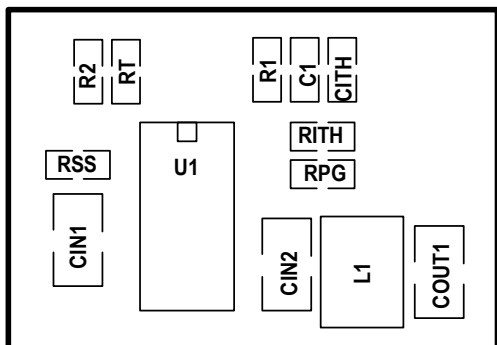 R2
RT
R1
C1
CITH
RITH
RSS
U1
RPG
CIN1
CIN2
L1
COUT1